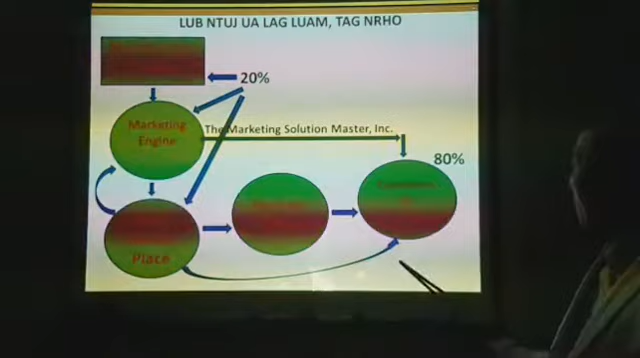 LUB NTUJ UA LAG LUAM, TAG NRHO
20%
Marketing
Engine
The Marketing Solution Master, Inc.
80%
Place